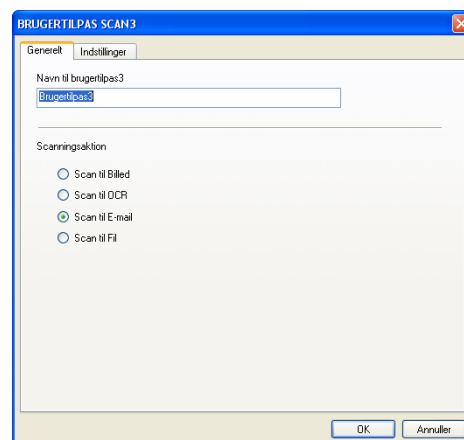 BRUGERTILPAS SCAN3
Generelt Indstillinger
Navn til brugertilpas3
Brugertilpas3
Scanningsaktion
Scan til Billed
Scan til OCR
Scan til E-mail
Scan til Fil
OK Annuller